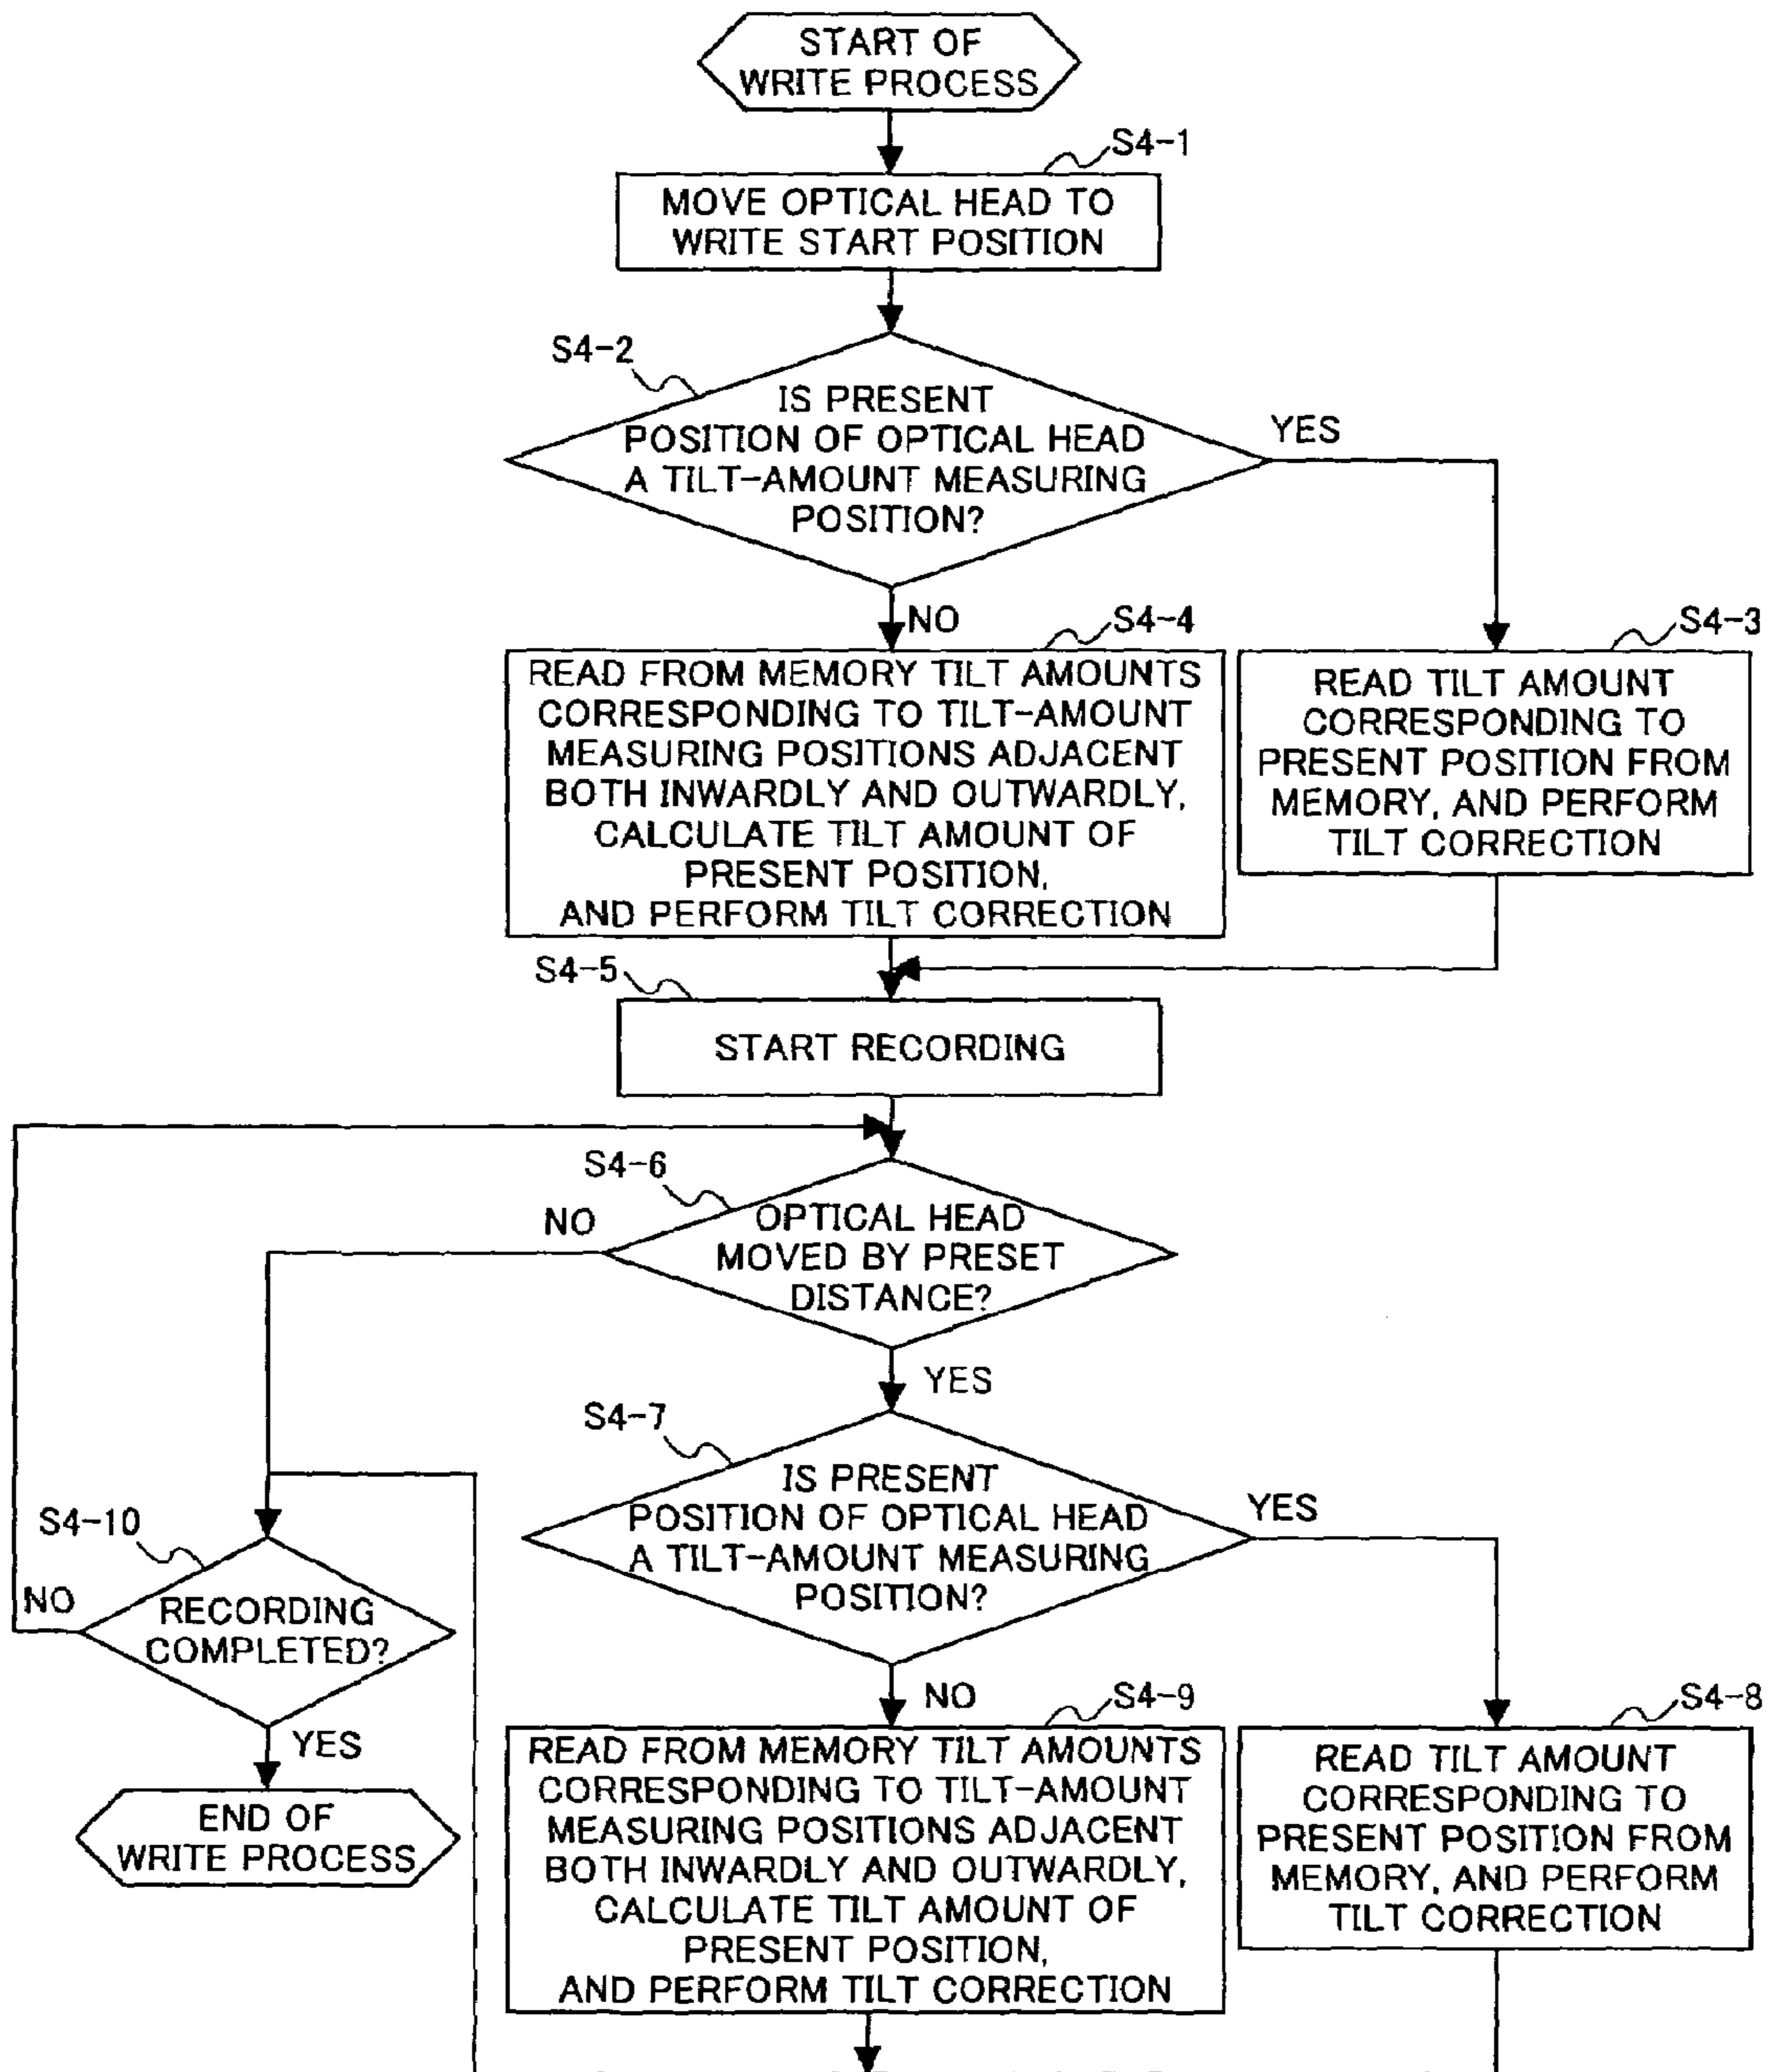 START OF
WRITE PROCESS
S4-1
MOVE OPTICAL HEAD TO
WRITE START POSITION
S4-2
IS PRESENT
POSITION OF OPTICAL HEAD
A TILT-AMOUNT MEASURING
POSITION?
YES
NO
S4-4
READ FROM MEMORY TILT AMOUNTS
CORRESPONDING TO TILT-AMOUNT
MEASURING POSITIONS ADJACENT
BOTH INWARDLY AND OUTWARDLY,
CALCULATE TILT AMOUNT OF
PRESENT POSITION,
AND PERFORM TILT CORRECTION
S4-3
READ TILT AMOUNT
CORRESPONDING TO
PRESENT POSITION FROM
MEMORY, AND PERFORM
TILT CORRECTION
S4-5
START RECORDING
S4-6
OPTICAL HEAD
MOVED BY PRESET
DISTANCE?
NO
YES
S4-7
IS PRESENT
POSITION OF OPTICAL HEAD
A TILT-AMOUNT MEASURING
POSITION?
YES
NO
S4-10
RECORDING
COMPLETED?
NO
YES
END OF
WRITE PROCESS
S4-9
READ FROM MEMORY TILT AMOUNTS
CORRESPONDING TO TILT-AMOUNT
MEASURING POSITIONS ADJACENT
BOTH INWARDLY AND OUTWARDLY,
CALCULATE TILT AMOUNT OF
PRESENT POSITION,
AND PERFORM TILT CORRECTION
S4-8
READ TILT AMOUNT
CORRESPONDING TO
PRESENT POSITION FROM
MEMORY, AND PERFORM
TILT CORRECTION